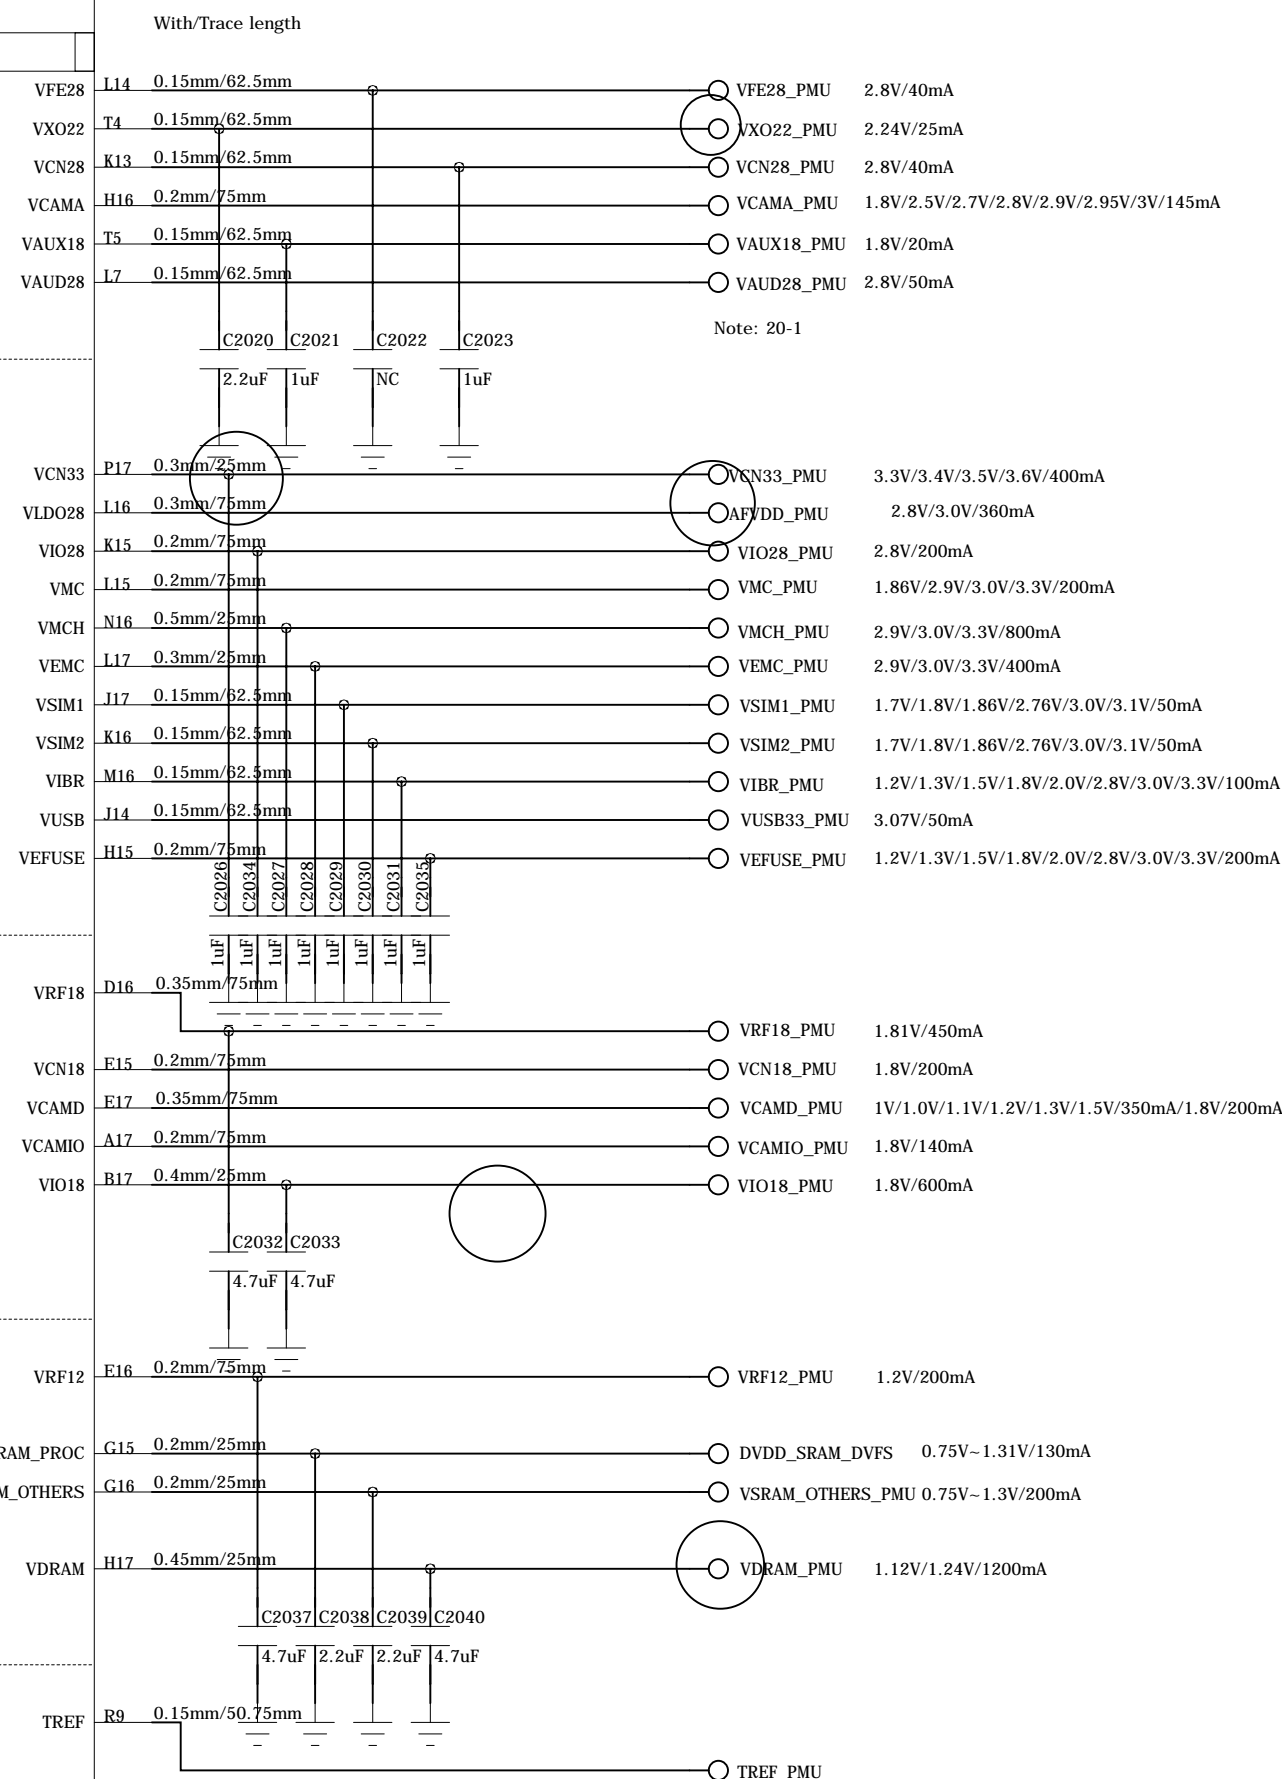 With/Trace length
VFE28 L14 0.15mm/62.5mm VFE28_PMU 2.8V/40mA
VXO22 T4 0.15mm/62.5mm VXO22_PMU 2.24V/25mA
VCN28 K13 0.15mm/62.5mm VCN28_PMU 2.8V/40mA
VCAMA H16 0.2mm/75mm VCAMA_PMU 1.8V/2.5V/2.7V/2.8V/2.9V/2.95V/3V/145mA
VAUX18 T5 0.15mm/62.5mm VAUX18_PMU 1.8V/20mA
VAUD28 L7 0.15mm/62.5mm VAUD28_PMU 2.8V/50mA
Note: 20-1
C2020 C2021 C2022 C2023
2.2uF 1uF NC 1uF
VCN33 P17 0.3mm/25mm VCN33_PMU 3.3V/3.4V/3.5V/3.6V/400mA
VLDO28 L16 0.3mm/75mm AFVDD_PMU 2.8V/3.0V/360mA
VIO28 K15 0.2mm/75mm VIO28_PMU 2.8V/200mA
VMC L15 0.2mm/75mm VMC_PMU 1.86V/2.9V/3.0V/3.3V/200mA
VMCH N16 0.5mm/25mm VMCH_PMU 2.9V/3.0V/3.3V/800mA
VEMC L17 0.3mm/25mm VEMC_PMU 2.9V/3.0V/3.3V/400mA
VSIM1 J17 0.15mm/62.5mm VSIM1_PMU 1.7V/1.8V/1.86V/2.76V/3.0V/3.1V/50mA
VSIM2 K16 0.15mm/62.5mm VSIM2_PMU 1.7V/1.8V/1.86V/2.76V/3.0V/3.1V/50mA
VIBR M16 0.15mm/62.5mm VIBR_PMU 1.2V/1.3V/1.5V/1.8V/2.0V/2.8V/3.0V/3.3V/100mA
VUSB J14 0.15mm/62.5mm VUSB33_PMU 3.07V/50mA
VEFUSE H15 0.2mm/75mm VEFUSE_PMU 1.2V/1.3V/1.5V/1.8V/2.0V/2.8V/3.0V/3.3V/200mA
C2026 C2034 C2027 C2028 C2029 C2030 C2031 C2035
1uF 1uF 1uF 1uF 1uF 1uF 1uF 1uF
VRF18 D16 0.35mm/75mm
VRF18_PMU 1.81V/450mA
VCN18 E15 0.2mm/75mm VCN18_PMU 1.8V/200mA
VCAMD E17 0.35mm/75mm VCAMD_PMU 1V/1.0V/1.1V/1.2V/1.3V/1.5V/350mA/1.8V/200mA
VCAMIO A17 0.2mm/75mm VCAMIO_PMU 1.8V/140mA
VIO18 B17 0.4mm/25mm VIO18_PMU 1.8V/600mA
C2032 C2033
4.7uF 4.7uF
VRF12 E16 0.2mm/75mm VRF12_PMU 1.2V/200mA
RAM_PROC G15 0.2mm/25mm DVDD_SRAM_DVFS 0.75V~1.31V/130mA
M_OTHERS G16 0.2mm/25mm VSRAM_OTHERS_PMU 0.75V~1.3V/200mA
VDRAM H17 0.45mm/25mm VDRAM_PMU 1.12V/1.24V/1200mA
C2037 C2038 C2039 C2040
4.7uF 2.2uF 2.2uF 4.7uF
TREF R9 0.15mm/50.75mm
TREF_PMU